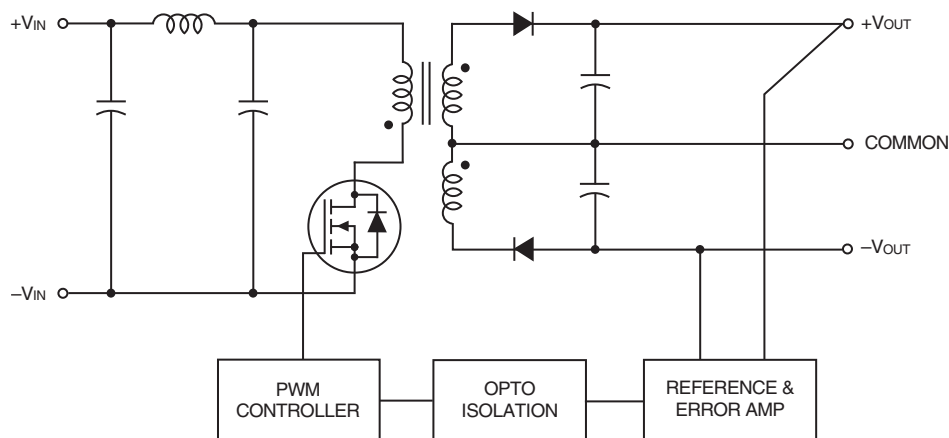 +VIN
+VOUT
COMMON
–VOUT
–VIN
PWM
CONTROLLER
OPTO
ISOLATION
REFERENCE &
ERROR AMP